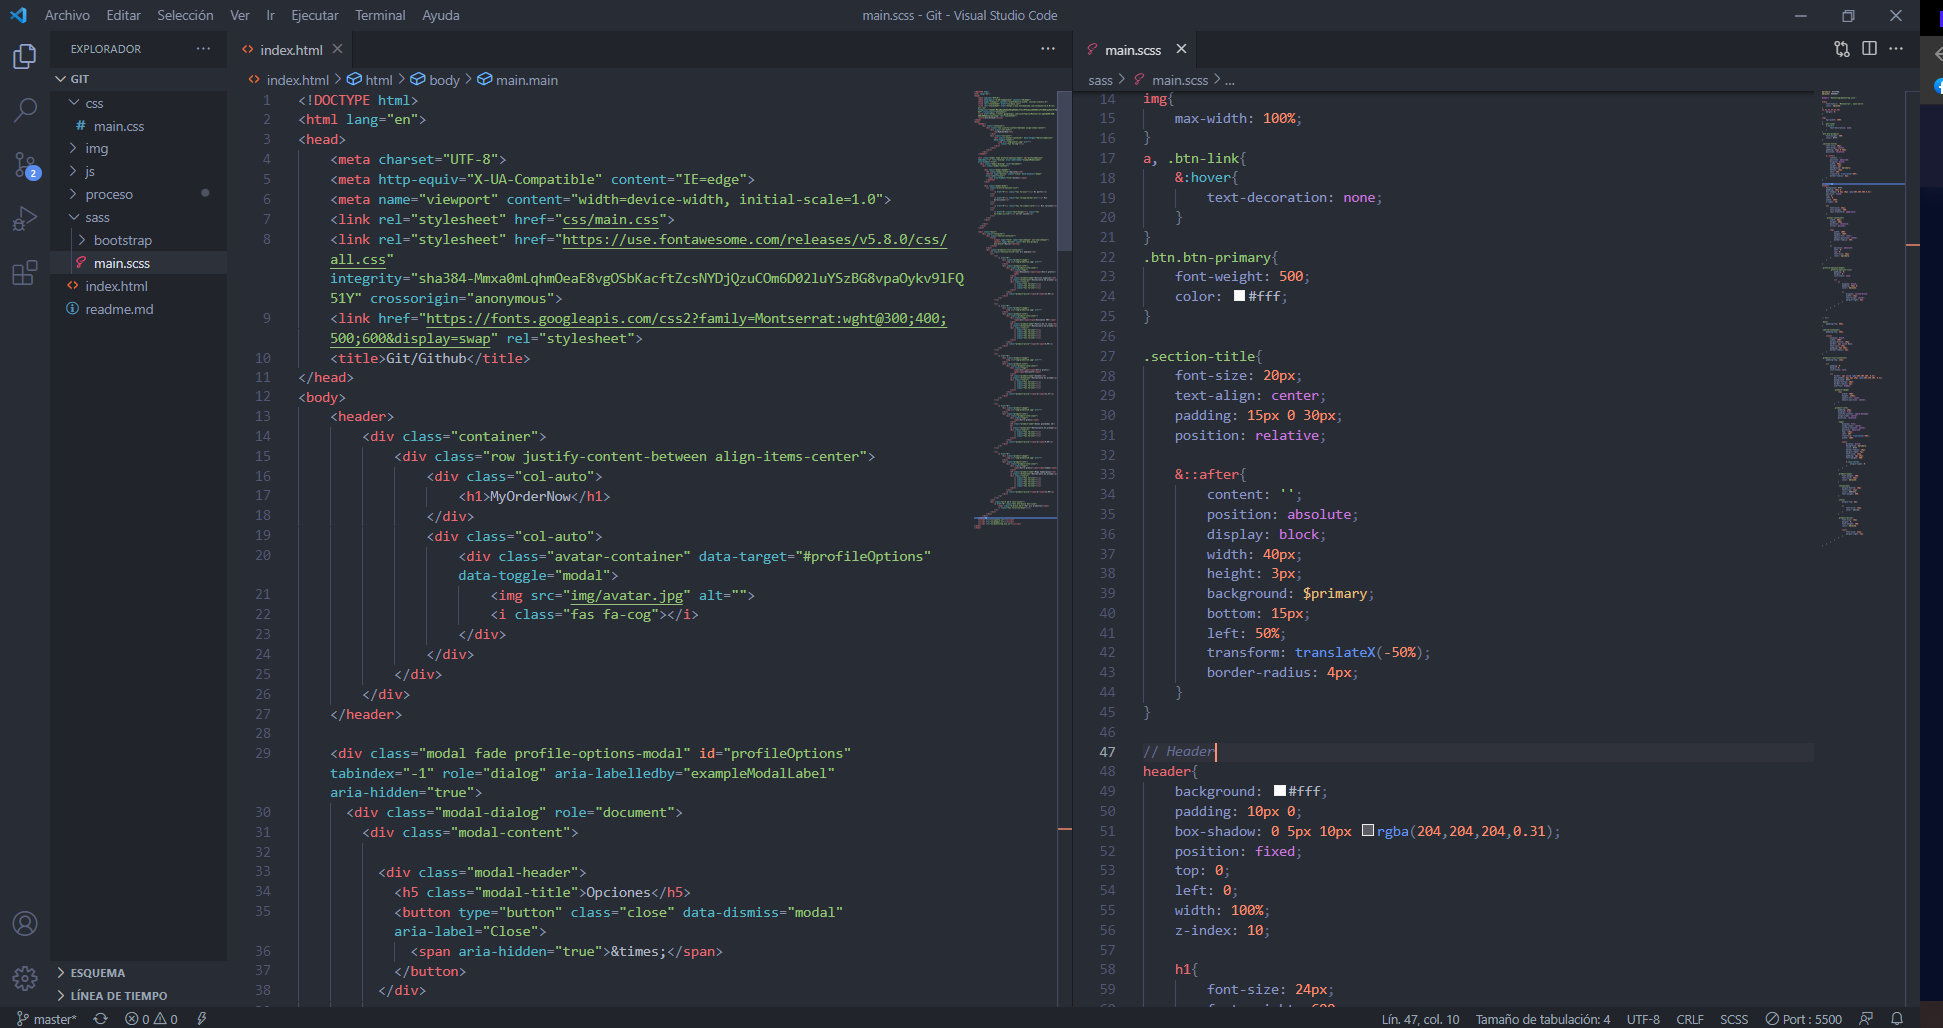 Archivo Editar Selección Ver Ir Ejecutar Terminal Ayuda
main.scss - Git - Visual Studio Code
EXPLORADOR
GIT
css
main.css
img
js
proceso
sass
bootstrap
main.scss
index.html
readme.md
ESQUEMA
LÍNEA DE TIEMPO
2
index.html
index.html > html > body > main.main
1 <!DOCTYPE html>
2 <html lang="en">
3 <head>
4 <meta charset="UTF-8">
5 <meta http-equiv="X-UA-Compatible" content="IE=edge">
6 <meta name="viewport" content="width=device-width, initial-scale=1.0">
7 <link rel="stylesheet" href="css/main.css">
8 <link rel="stylesheet" href="https://use.fontawesome.com/releases/v5.8.0/css/
all.css"
integrity="sha384-Mmxa0mLqhmOeaE8vgOSbKacftZcsNYDjQzuCOm6D02luYSzBG8vpaOykv9lFQ
51Y" crossorigin="anonymous">
9 <link href="https://fonts.googleapis.com/css2?family=Montserrat:wght@300;400;
500;600&display=swap" rel="stylesheet">
10 <title>Git/Github</title>
11 </head>
12 <body>
13 <header>
14 <div class="container">
15 <div class="row justify-content-between align-items-center">
16 <div class="col-auto">
17 <h1>MyOrderNow</h1>
18 </div>
19 <div class="col-auto">
20 <div class="avatar-container" data-target="#profileOptions"
data-toggle="modal">
21 <img src="img/avatar.jpg" alt="">
22 <i class="fas fa-cog"></i>
23 </div>
24 </div>
25 </div>
26 </div>
27 </header>
28
29 <div class="modal fade profile-options-modal" id="profileOptions"
tabindex="-1" role="dialog" aria-labelledby="exampleModalLabel"
aria-hidden="true">
30 <div class="modal-dialog" role="document">
31 <div class="modal-content">
32
33 <div class="modal-header">
34 <h5 class="modal-title">Opciones</h5>
35 <button type="button" class="close" data-dismiss="modal"
aria-label="Close">
36 <span aria-hidden="true">&times;</span>
37 </button>
38 </div>
main.scss
sass > main.scss > ...
14 img{
15 max-width: 100%;
16 }
17 a, .btn-link{
18 &:hover{
19 text-decoration: none;
20 }
21 }
22 .btn.btn-primary{
23 font-weight: 500;
24 color: #fff;
25 }
26
27 .section-title{
28 font-size: 20px;
29 text-align: center;
30 padding: 15px 0 30px;
31 position: relative;
32
33 &::after{
34 content: '';
35 position: absolute;
36 display: block;
37 width: 40px;
38 height: 3px;
39 background: $primary;
40 bottom: 15px;
41 left: 50%;
42 transform: translateX(-50%);
43 border-radius: 4px;
44 }
45 }
46
47 // Header
48 header{
49 background: #fff;
50 padding: 10px 0;
51 box-shadow: 0 5px 10px rgba(204,204,204,0.31);
52 position: fixed;
53 top: 0;
54 left: 0;
55 width: 100%;
56 z-index: 10;
57
58 h1{
59 font-size: 24px;
master* 0 0
Lín. 47, col. 10 Tamaño de tabulación: 4 UTF-8 CRLF SCSS Port : 5500